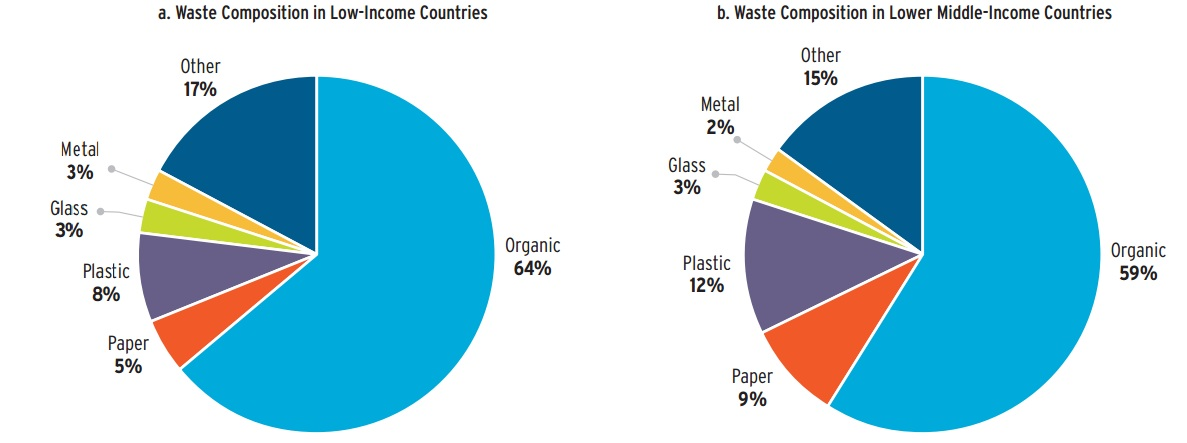 a. Waste Composition in Low-Income Countries
Other
17%
Metal
3%
Glass
3%
Plastic
8%
Paper
5%
Organic
64%
b. Waste Composition in Lower Middle-Income Countries
Other
15%
Metal
2%
Glass
3%
Plastic
12%
Paper
9%
Organic
59%